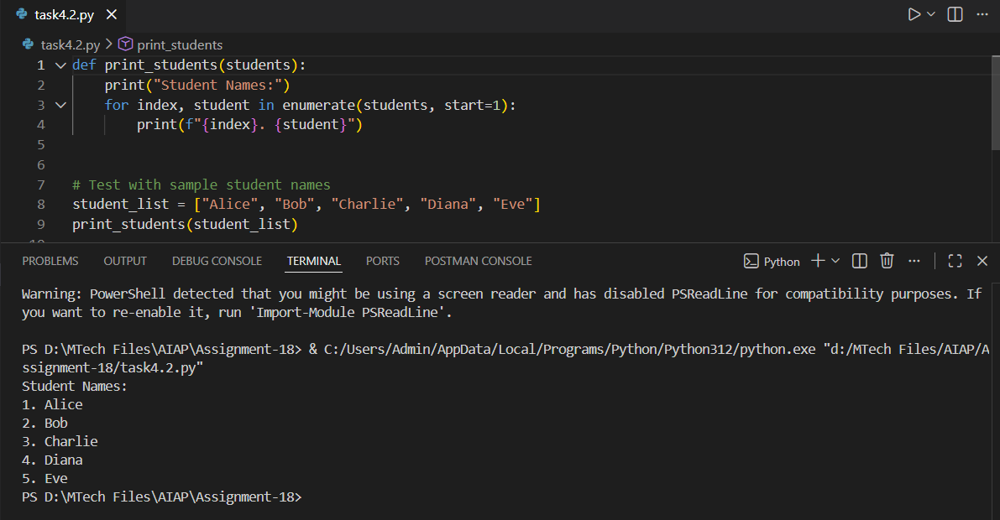 task4.2.py
task4.2.py > print_students
1 def print_students(students):
2     print("Student Names:")
3     for index, student in enumerate(students, start=1):
4         print(f"{index}. {student}")
5
6
7 # Test with sample student names
8 student_list = ["Alice", "Bob", "Charlie", "Diana", "Eve"]
9 print_students(student_list)
10
PROBLEMS OUTPUT DEBUG CONSOLE TERMINAL PORTS POSTMAN CONSOLE Python
Warning: PowerShell detected that you might be using a screen reader and has disabled PSReadLine for compatibility purposes. If
you want to re-enable it, run 'Import-Module PSReadLine'.
PS D:\MTech Files\AIAP\Assignment-18> & C:/Users/Admin/AppData/Local/Programs/Python/Python312/python.exe "d:/MTech Files/AIAP/A
ssignment-18/task4.2.py"
Student Names:
1. Alice
2. Bob
3. Charlie
4. Diana
5. Eve
PS D:\MTech Files\AIAP\Assignment-18>